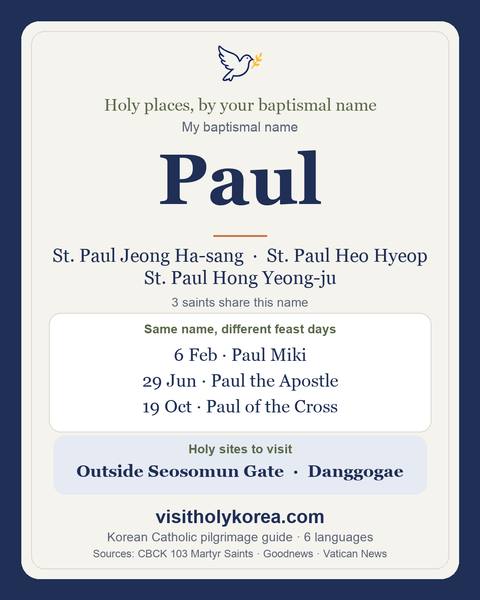 Holy places, by your baptismal name
My baptismal name
Paul
St. Paul Jeong Ha-sang · St. Paul Heo Hyeop
St. Paul Hong Yeong-ju
3 saints share this name
Same name, different feast days
6 Feb · Paul Miki
29 Jun · Paul the Apostle
19 Oct · Paul of the Cross
Holy sites to visit
Outside Seosomun Gate · Danggogae
visitholykorea.com
Korean Catholic pilgrimage guide · 6 languages
Sources: CBCK 103 Martyr Saints · Goodnews · Vatican News